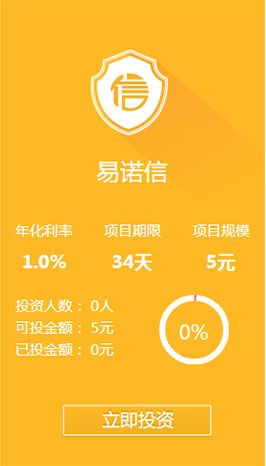 信
易诺信
年化利率 项目期限 项目规模
1.0% 34天 5元
投资人数： 0人
可投金额： 5元
已投金额： 0元
0%
立即投资